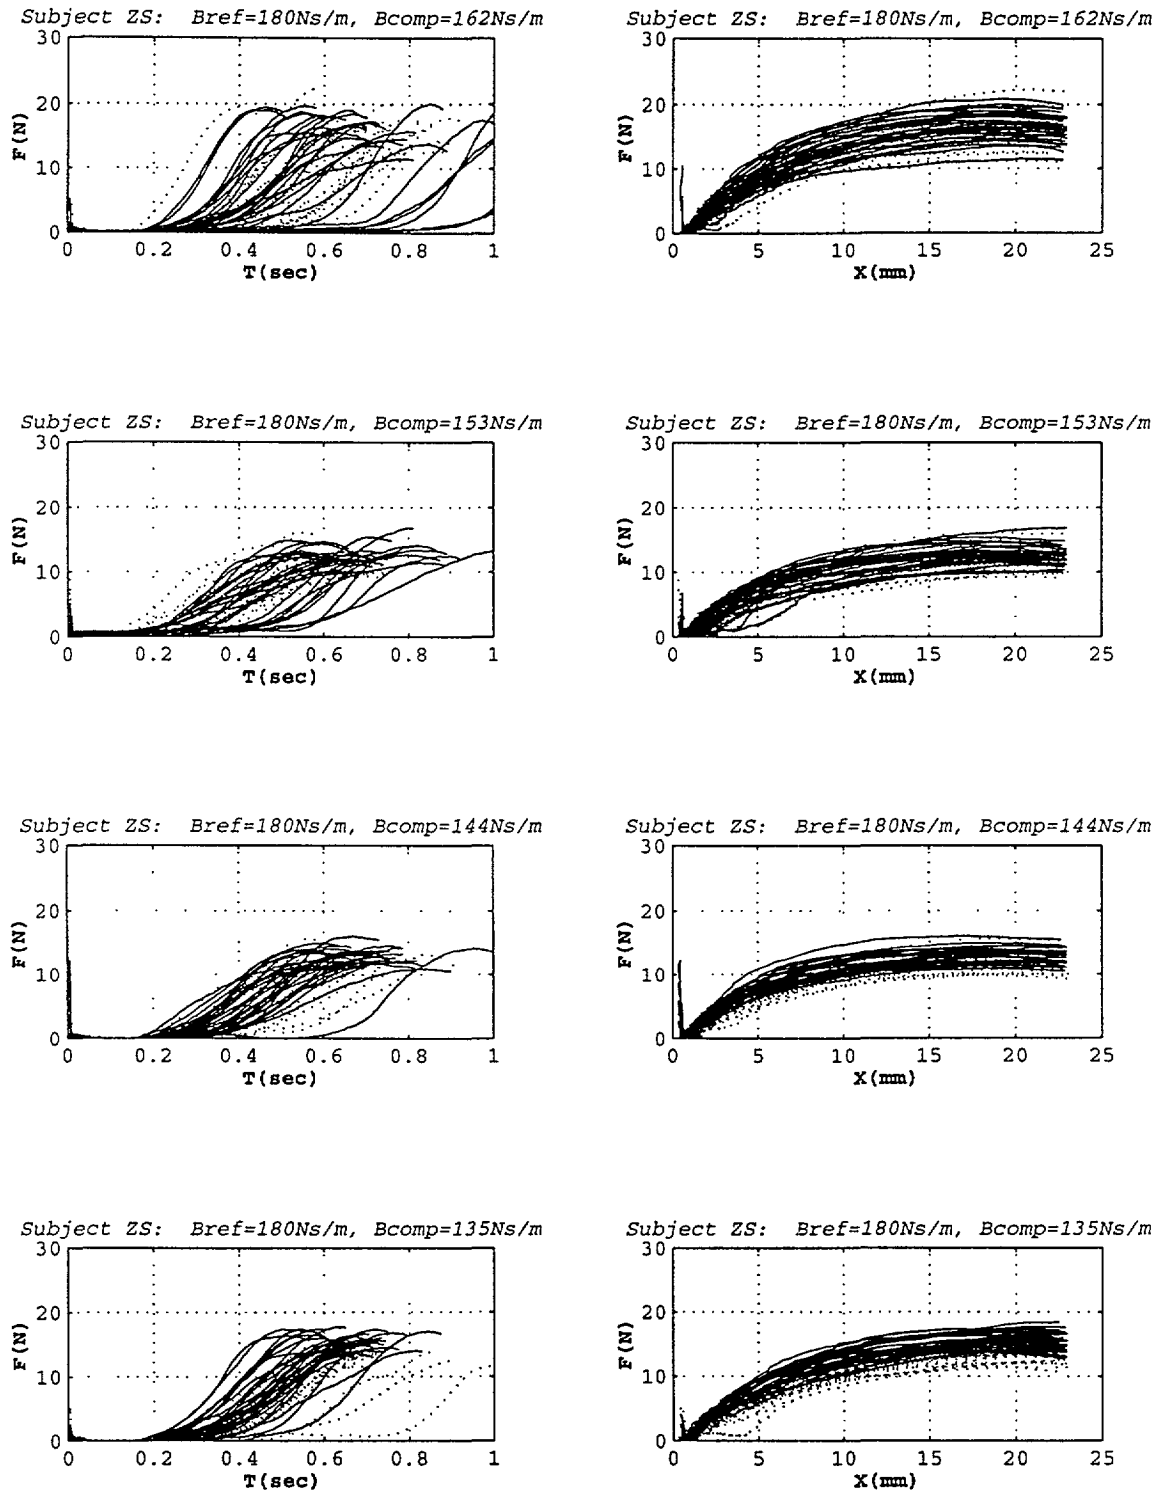 Subject ZS: Bref=180Ns/m, Bcomp=162Ns/m
30
20
10
0
F(N)
0 0.2 0.4 0.6 0.8 1
T(sec)
Subject ZS: Bref=180Ns/m, Bcomp=162Ns/m
30
20
10
0
F(N)
0 5 10 15 20 25
X(mm)
Subject ZS: Bref=180Ns/m, Bcomp=153Ns/m
30
20
10
0
F(N)
0 0.2 0.4 0.6 0.8 1
T(sec)
Subject ZS: Bref=180Ns/m, Bcomp=153Ns/m
30
20
10
0
F(N)
0 5 10 15 20 25
X(mm)
Subject ZS: Bref=180Ns/m, Bcomp=144Ns/m
30
20
10
0
F(N)
0 0.2 0.4 0.6 0.8 1
T(sec)
Subject ZS: Bref=180Ns/m, Bcomp=144Ns/m
30
20
10
0
F(N)
0 5 10 15 20 25
X(mm)
Subject ZS: Bref=180Ns/m, Bcomp=135Ns/m
30
20
10
0
F(N)
0 0.2 0.4 0.6 0.8 1
T(sec)
Subject ZS: Bref=180Ns/m, Bcomp=135Ns/m
30
20
10
0
F(N)
0 5 10 15 20 25
X(mm)